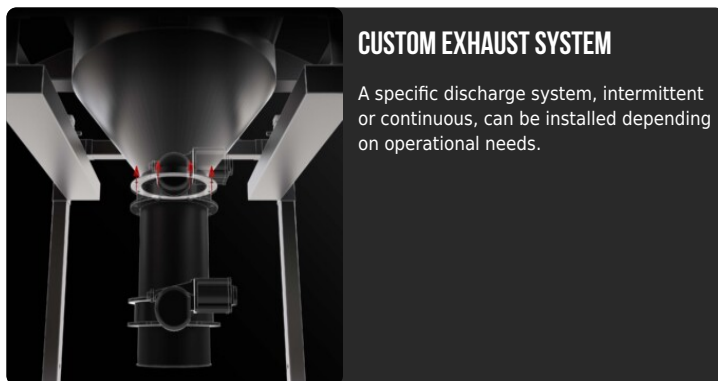 CUSTOM EXHAUST SYSTEM
A specific discharge system, intermittent
or continuous, can be installed depending
on operational needs.